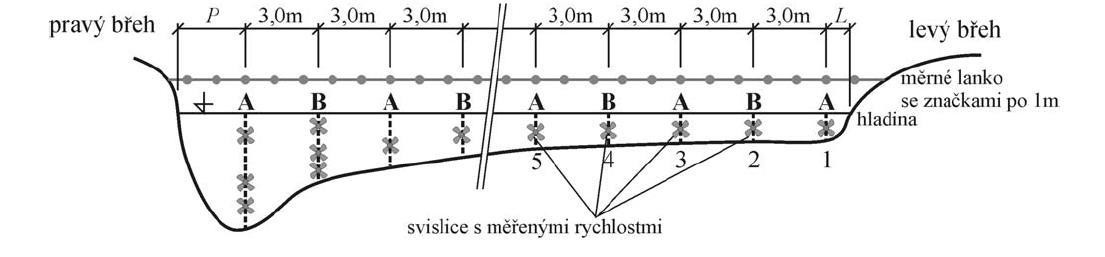 P 3,0m 3,0m 3,0m 3,0m 3,0m 3,0m 3,0m L
pravý břeh levý břeh
měrné lanko
se značkami po 1m
A B A B A B A B A
hladina
5 4 3 2 1
svislice s měřenými rychlostmi